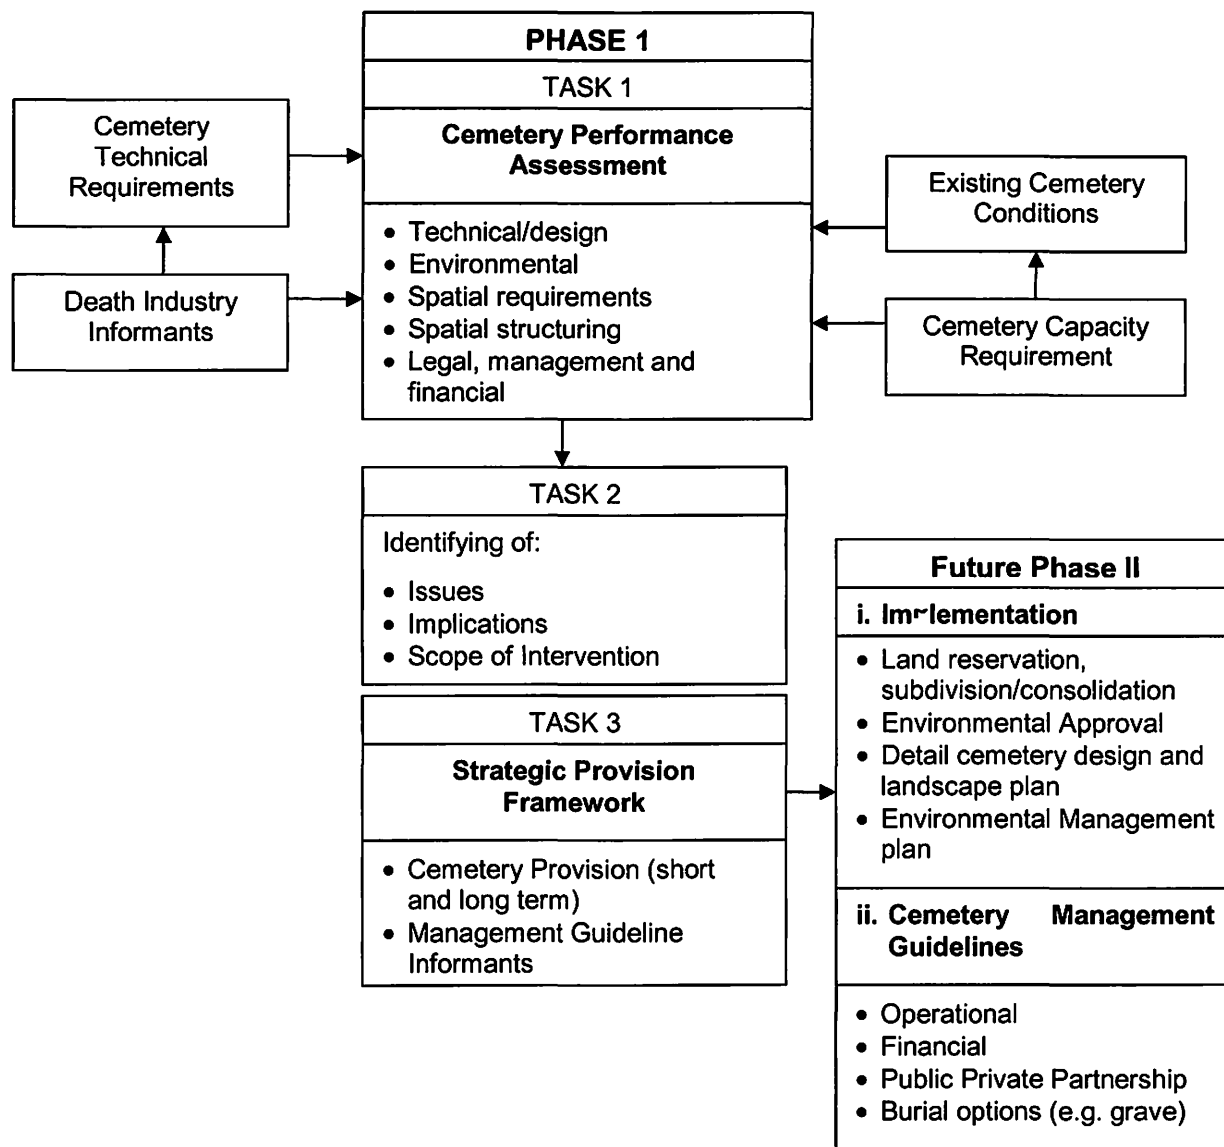 PHASE 1
TASK 1
Cemetery Performance
Assessment
• Technical/design
• Environmental
• Spatial requirements
• Spatial structuring
• Legal, management and
financial
Cemetery
Technical
Requirements
Death Industry
Informants
Existing Cemetery
Conditions
Cemetery Capacity
Requirement
TASK 2
Identifying of:
• Issues
• Implications
• Scope of Intervention
TASK 3
Strategic Provision
Framework
• Cemetery Provision (short
and long term)
• Management Guideline
Informants
Future Phase II
i. Implementation
• Land reservation,
subdivision/consolidation
• Environmental Approval
• Detail cemetery design and
landscape plan
• Environmental Management
plan
ii. Cemetery Management
Guidelines
• Operational
• Financial
• Public Private Partnership
• Burial options (e.g. grave)